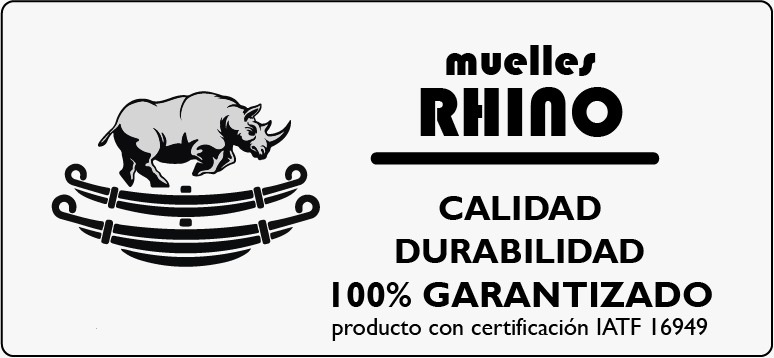 muelles
RHINO
CALIDAD
DURABILIDAD
100% GARANTIZADO
producto con certificación IATF 16949